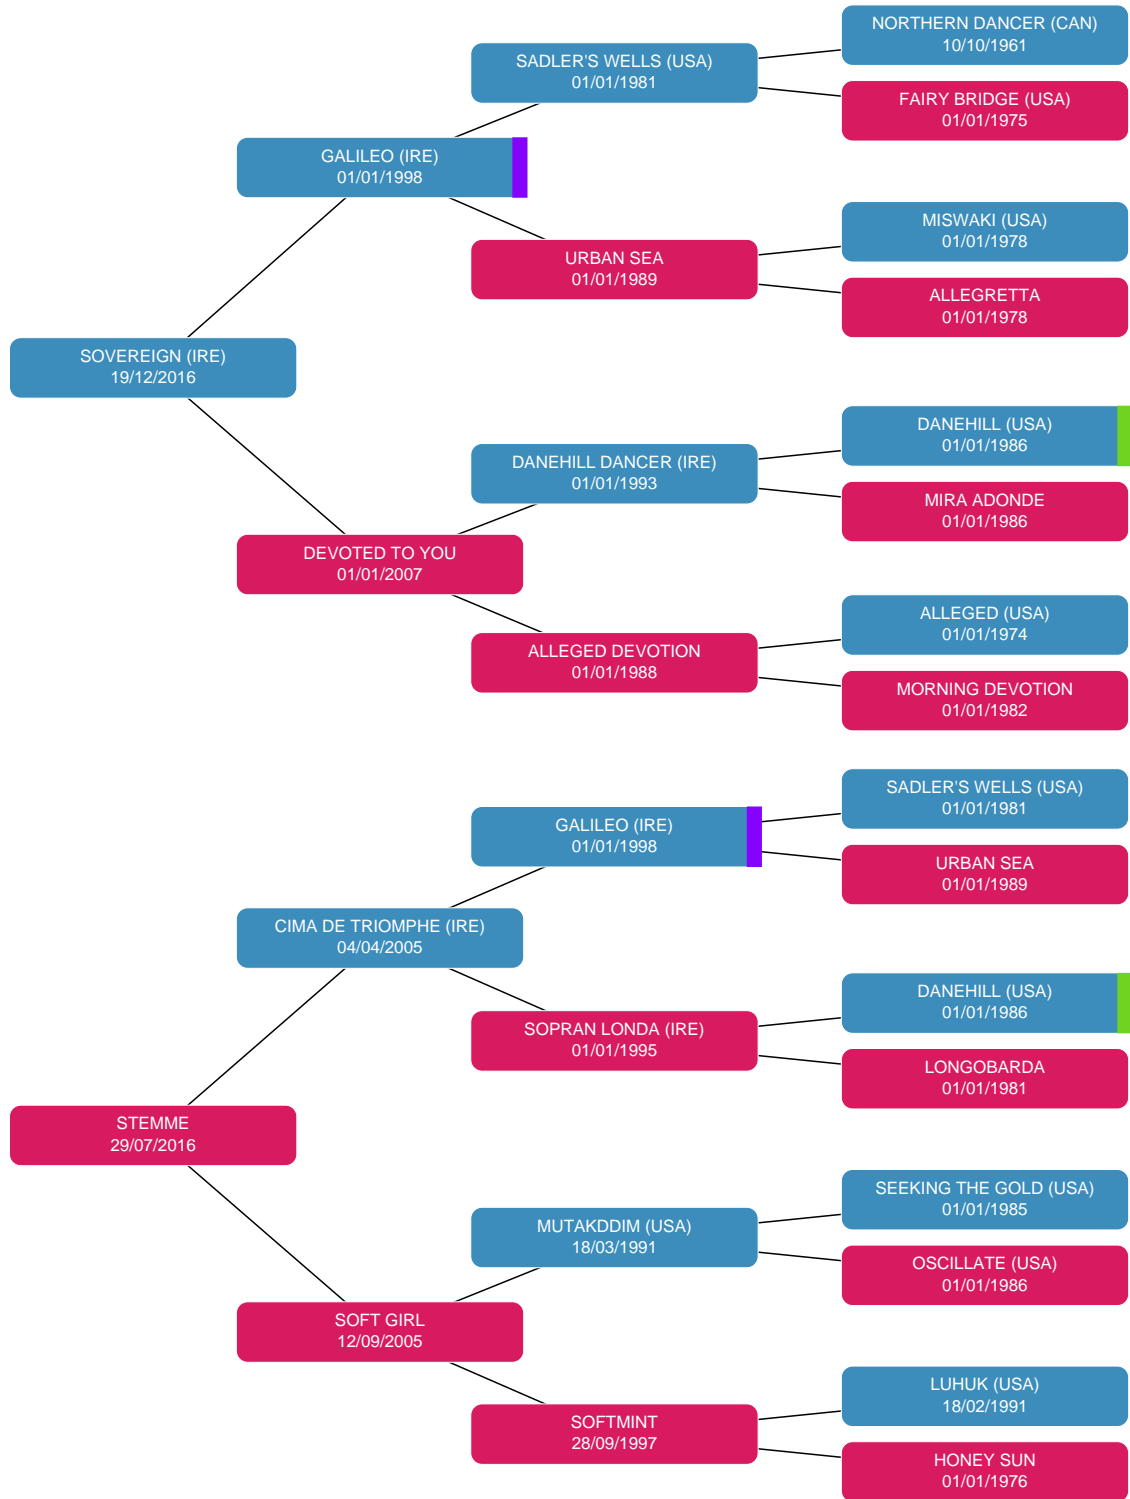 NORTHERN DANCER (CAN)
10/10/1961
SADLER'S WELLS (USA)
01/01/1981
FAIRY BRIDGE (USA)
01/01/1975
GALILEO (IRE)
01/01/1998
MISWAKI (USA)
01/01/1978
URBAN SEA
01/01/1989
ALLEGRETTA
01/01/1978
SOVEREIGN (IRE)
19/12/2016
DANEHILL (USA)
01/01/1986
DANEHILL DANCER (IRE)
01/01/1993
MIRA ADONDE
01/01/1986
DEVOTED TO YOU
01/01/2007
ALLEGED (USA)
01/01/1974
ALLEGED DEVOTION
01/01/1988
MORNING DEVOTION
01/01/1982
SADLER'S WELLS (USA)
01/01/1981
GALILEO (IRE)
01/01/1998
URBAN SEA
01/01/1989
CIMA DE TRIOMPHE (IRE)
04/04/2005
DANEHILL (USA)
01/01/1986
SOPRAN LONDA (IRE)
01/01/1995
LONGOBARDA
01/01/1981
STEMME
29/07/2016
SEEKING THE GOLD (USA)
01/01/1985
MUTAKDDIM (USA)
18/03/1991
OSCILLATE (USA)
01/01/1986
SOFT GIRL
12/09/2005
LUHUK (USA)
18/02/1991
SOFTMINT
28/09/1997
HONEY SUN
01/01/1976